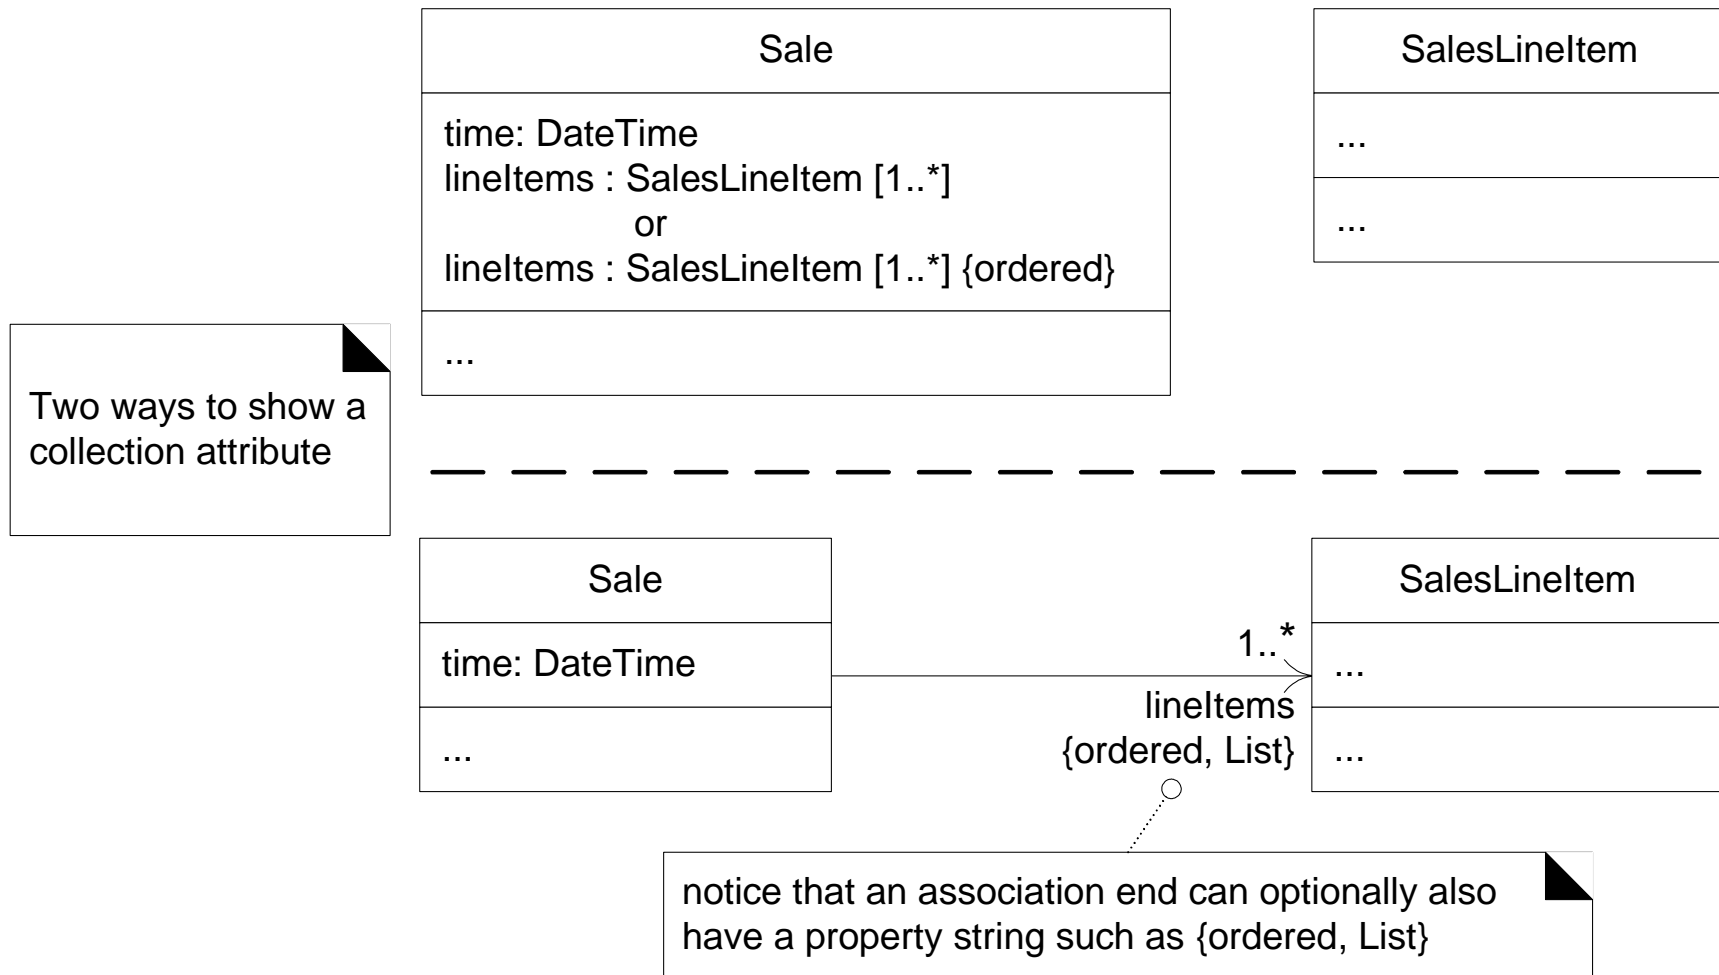 Sale
time: DateTime
lineItems : SalesLineItem [1..*]
or
lineItems : SalesLineItem [1..*] {ordered}
...
SalesLineItem
...
...
Two ways to show a
collection attribute
Sale
time: DateTime
...
1..*
lineItems
{ordered, List}
SalesLineItem
...
...
notice that an association end can optionally also
have a property string such as {ordered, List}